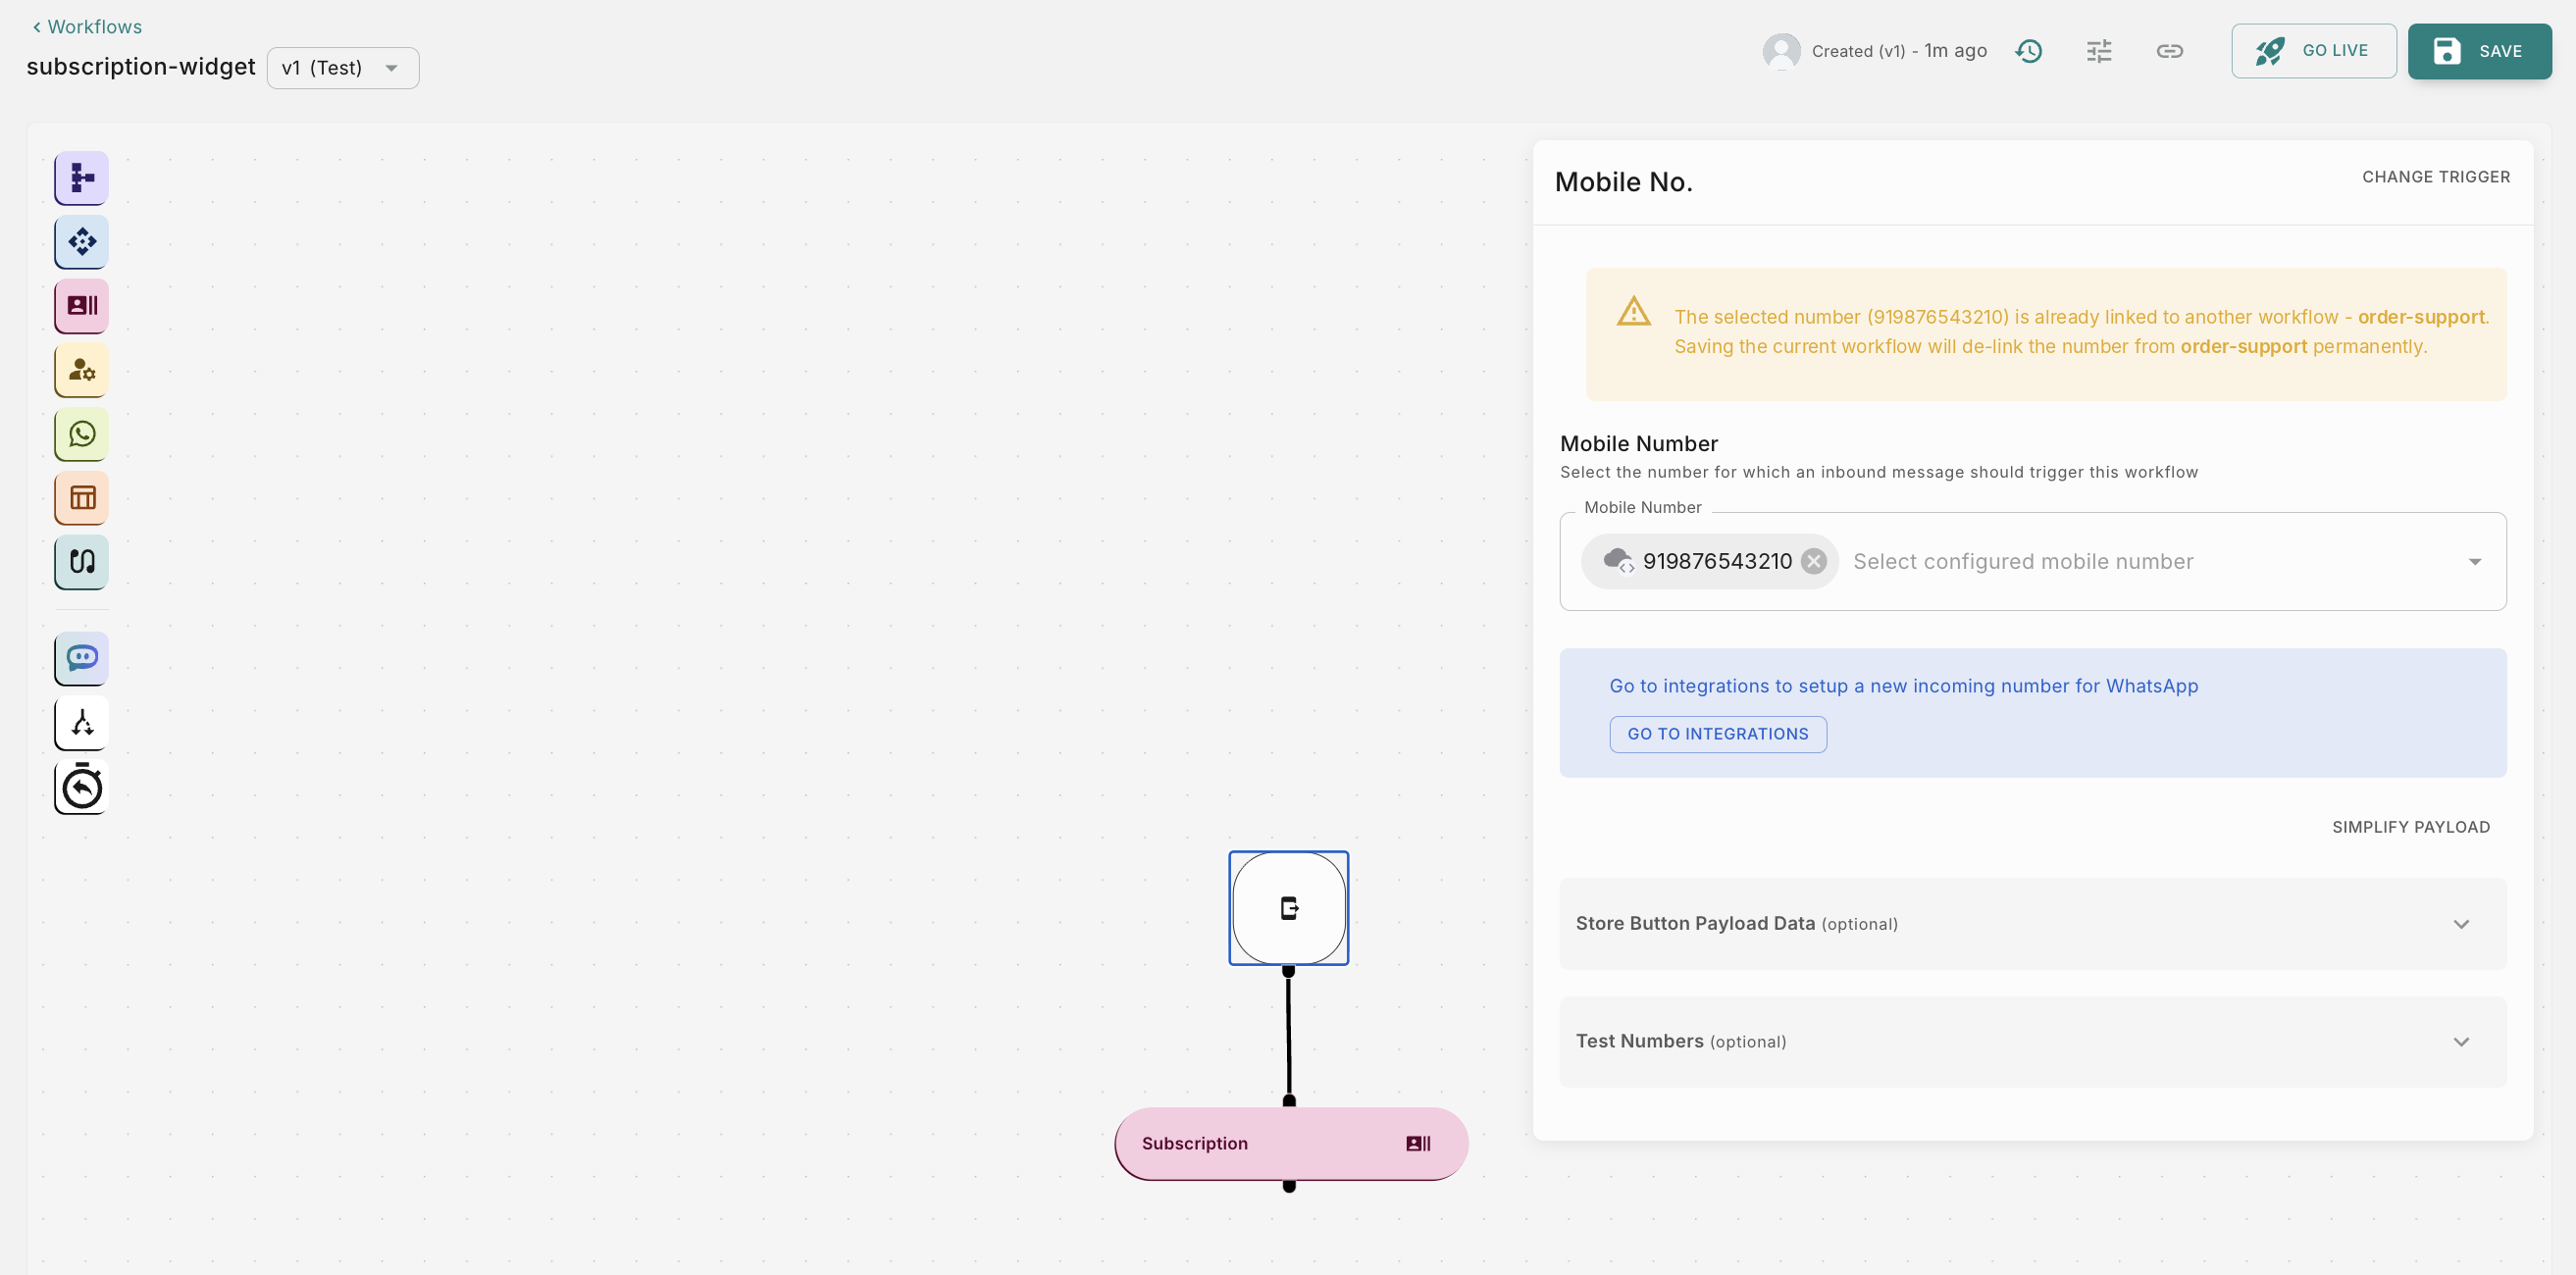 Workflows
subscription-widget
v1 (Test)
Created (v1) - 1m ago
GO LIVE
SAVE
Mobile No.
CHANGE TRIGGER
The selected number (919876543210) is already linked to another workflow - order-support.
Saving the current workflow will de-link the number from order-support permanently.
Mobile Number
Select the number for which an inbound message should trigger this workflow
Mobile Number
919876543210
Select configured mobile number
Go to integrations to setup a new incoming number for WhatsApp
GO TO INTEGRATIONS
SIMPLIFY PAYLOAD
Store Button Payload Data (optional)
Test Numbers (optional)
Subscription